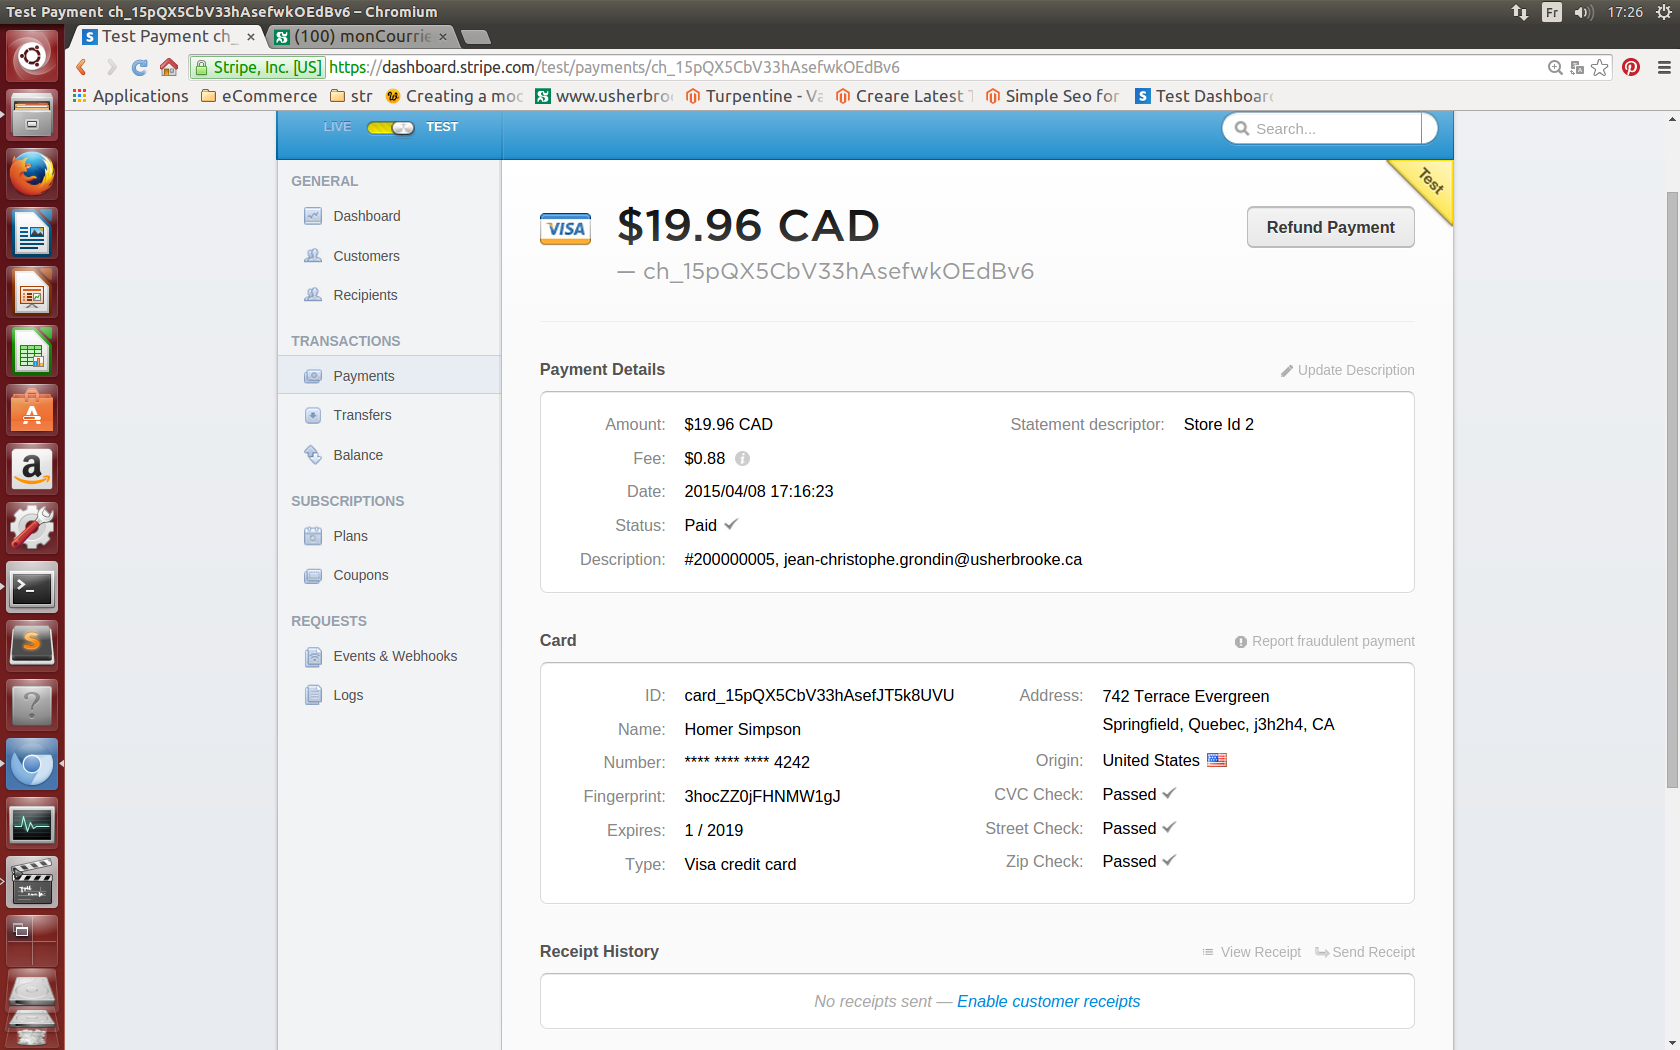 Test Payment ch_15pQX5CbV33hAsefwkOEdBv6 – Chromium
Fr
17:26
Test Payment ch_
(100) monCourrie
Stripe, Inc. [US]
https://dashboard.stripe.com/test/payments/ch_15pQX5CbV33hAsefwkOEdBv6
Applications
eCommerce
str
Creating a moc
www.usherbroo
Turpentine - Va
Creare Latest T
Simple Seo for
Test Dashboard
LIVE
TEST
Search...
Test
GENERAL
Dashboard
Customers
Recipients
TRANSACTIONS
Payments
Transfers
Balance
SUBSCRIPTIONS
Plans
Coupons
REQUESTS
Events & Webhooks
Logs
VISA
$19.96 CAD
— ch_15pQX5CbV33hAsefwkOEdBv6
Refund Payment
Payment Details
Update Description
Amount: $19.96 CAD
Statement descriptor: Store Id 2
Fee: $0.88
Date: 2015/04/08 17:16:23
Status: Paid
Description: #200000005, jean-christophe.grondin@usherbrooke.ca
Card
Report fraudulent payment
ID: card_15pQX5CbV33hAsefJT5k8UVU
Name: Homer Simpson
Number: **** **** **** 4242
Fingerprint: 3hocZZ0jFHNMW1gJ
Expires: 1 / 2019
Type: Visa credit card
Address: 742 Terrace Evergreen
Springfield, Quebec, j3h2h4, CA
Origin: United States
CVC Check: Passed
Street Check: Passed
Zip Check: Passed
Receipt History
View Receipt
Send Receipt
No receipts sent — Enable customer receipts